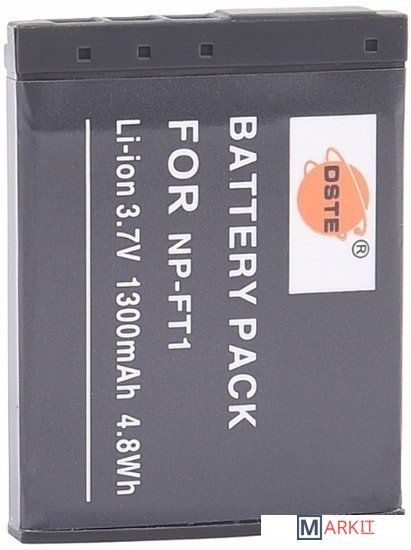 DSTE®
BATTERY PACK
FOR NP-FT1
Li-ion 3.7V 1300mAh 4.8Wh
MARKIT